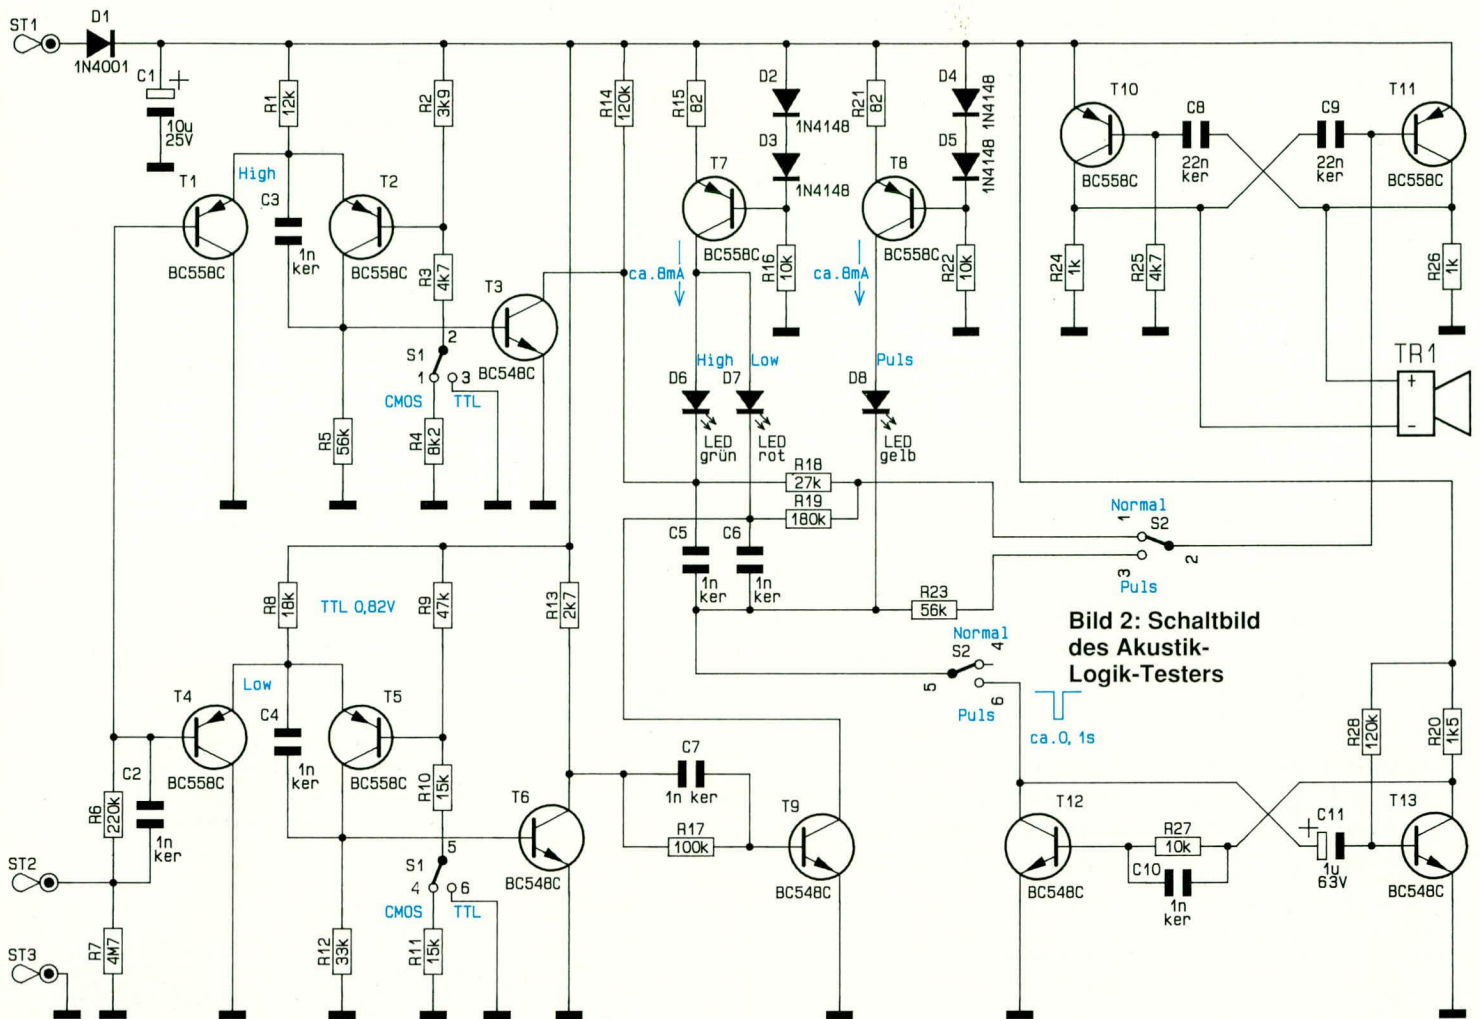 ST1
D1
1N4001
C1
+
10u
25V
R1
12k
R2
3k9
R14
120k
R15
82
D2
1N4148
D3
1N4148
R21
82
D4
1N4148
D5
1N4148
T10
BC558C
C8
22n
ker
C9
22n
ker
T11
BC558C
T1
BC558C
High
C3
1n
ker
T2
BC558C
R3
4k7
T3
BC548C
T7
BC558C
T8
BC558C
ca.8mA
R16
10k
ca.8mA
R22
10k
R24
1k
R25
4k7
R26
1k
TR1
+
-
S1
2
1
3
CMOS
TTL
R5
56k
R4
8k2
High
Low
Puls
D6
D7
D8
LED
grün
LED
rot
LED
gelb
R18
27k
R19
180k
C5
1n
ker
C6
1n
ker
Normal
1
S2
2
3
Puls
R23
56k
R8
18k
TTL 0,82V
R9
47k
R13
2k7
Normal
S2
4
5
6
Puls
ca.0,1s
Bild 2: Schaltbild
des Akustik-
Logik-Testers
T4
BC558C
Low
C4
1n
ker
T5
BC558C
R10
15k
C2
1n
ker
R6
220k
T6
BC548C
C7
1n ker
R17
100k
T9
BC548C
T12
BC548C
R27
10k
C10
1n
ker
C11
+
1u
63V
R28
120k
R20
1k5
T13
BC548C
ST2
S1
5
4
6
CMOS
TTL
R7
4M7
R12
33k
R11
15k
ST3